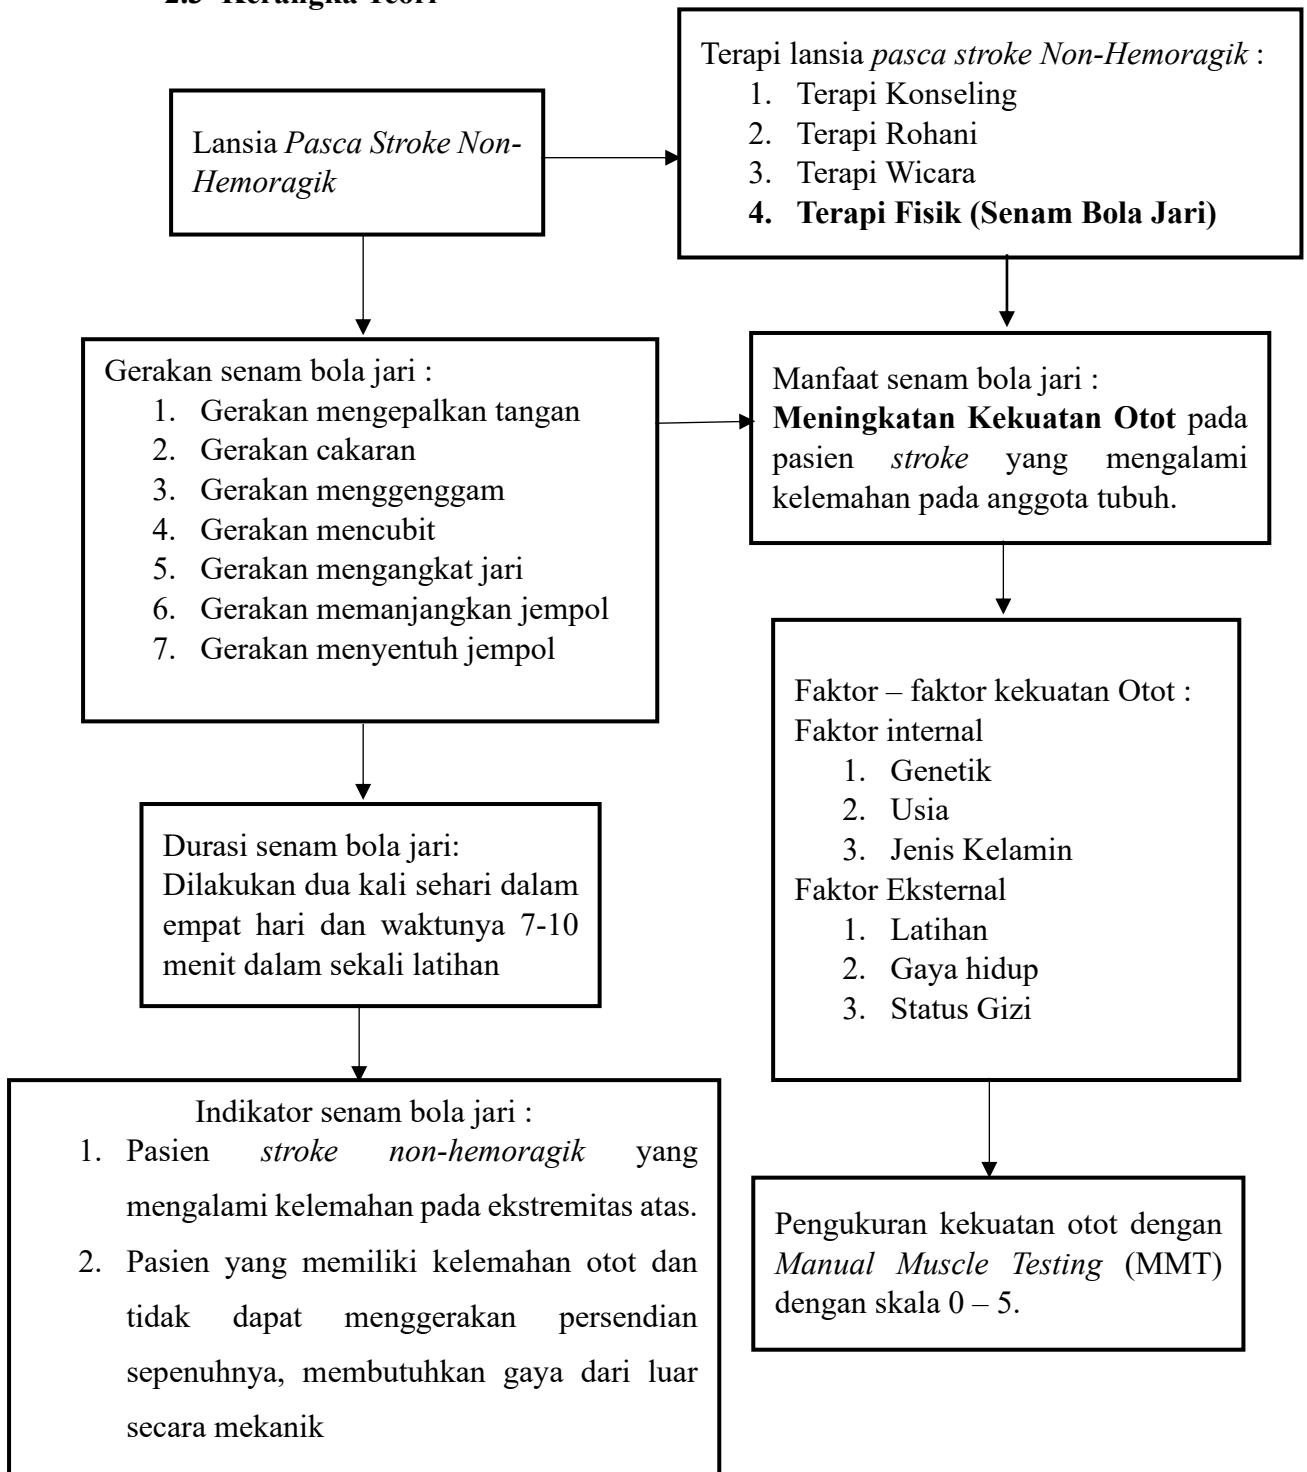 2.3 Kerangka Teori
Lansia Pasca Stroke Non-
Hemoragik
Terapi lansia pasca stroke Non-Hemoragik :
1. Terapi Konseling
2. Terapi Rohani
3. Terapi Wicara
4. Terapi Fisik (Senam Bola Jari)
Gerakan senam bola jari :
1. Gerakan mengepalkan tangan
2. Gerakan cakaran
3. Gerakan menggenggam
4. Gerakan mencubit
5. Gerakan mengangkat jari
6. Gerakan memanjangkan jempol
7. Gerakan menyentuh jempol
Manfaat senam bola jari :
Meningkatan Kekuatan Otot pada
pasien stroke yang mengalami
kelemahan pada anggota tubuh.
Durasi senam bola jari:
Dilakukan dua kali sehari dalam
empat hari dan waktunya 7-10
menit dalam sekali latihan
Faktor – faktor kekuatan Otot :
Faktor internal
1. Genetik
2. Usia
3. Jenis Kelamin
Faktor Eksternal
1. Latihan
2. Gaya hidup
3. Status Gizi
Indikator senam bola jari :
1. Pasien stroke non-hemoragik yang
mengalami kelemahan pada ekstremitas atas.
2. Pasien yang memiliki kelemahan otot dan
tidak dapat menggerakan persendian
sepenuhnya, membutuhkan gaya dari luar
secara mekanik
Pengukuran kekuatan otot dengan
Manual Muscle Testing (MMT)
dengan skala 0 – 5.